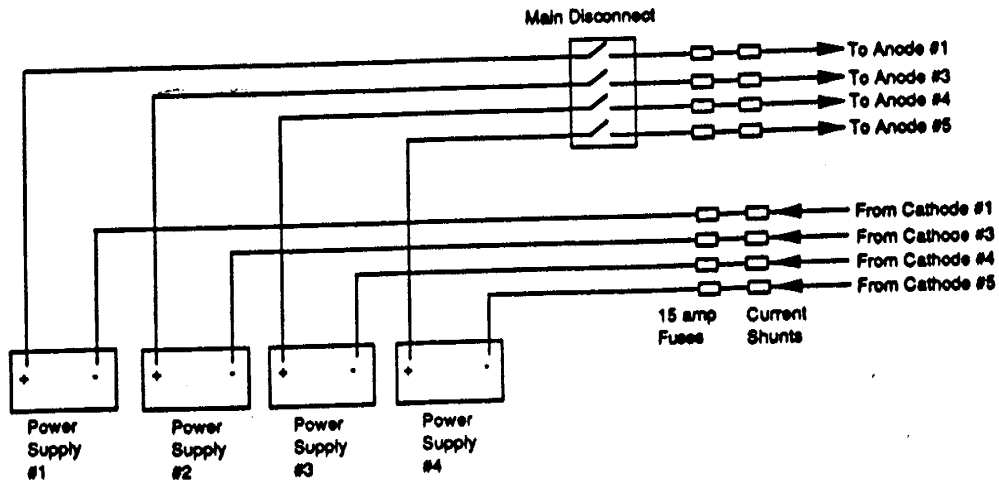 Main Disconnect
To Anode #1
To Anode #3
To Anode #4
To Anode #5
From Cathode #1
From Cathode #3
From Cathode #4
From Cathode #5
15 amp
Fuses
Current
Shunts
+ -
+ -
+ -
+ -
Power
Supply
#1
Power
Supply
#2
Power
Supply
#3
Power
Supply
#4